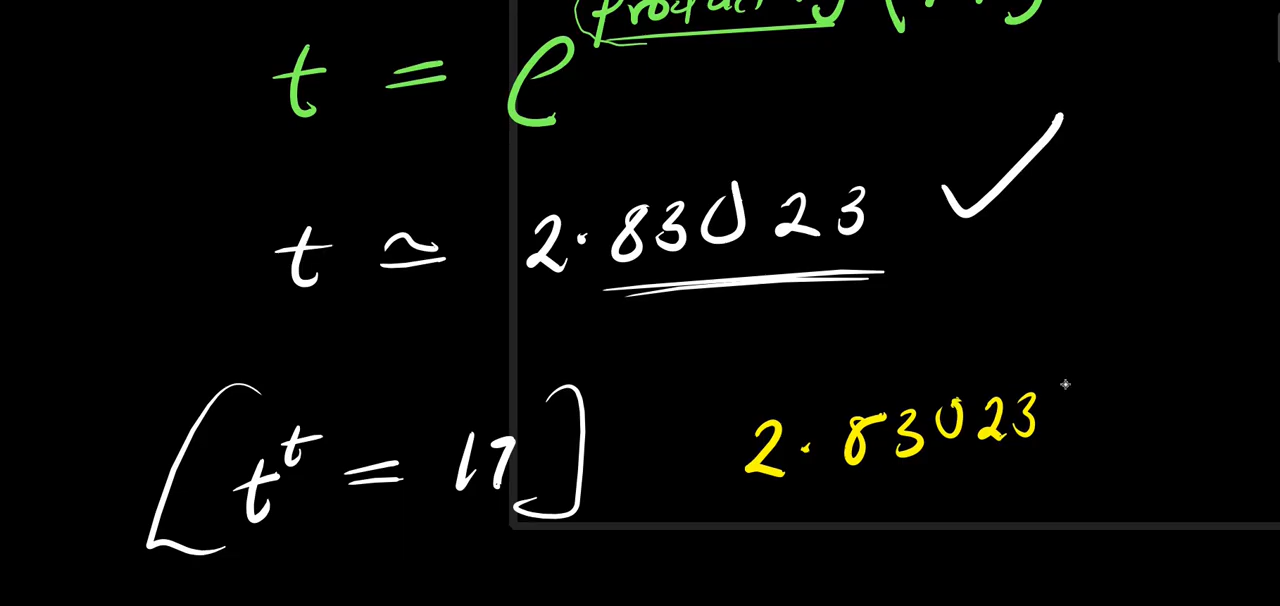 t = e
t ≃ 2.83023 ✓
[t^t = 17] 2.83023